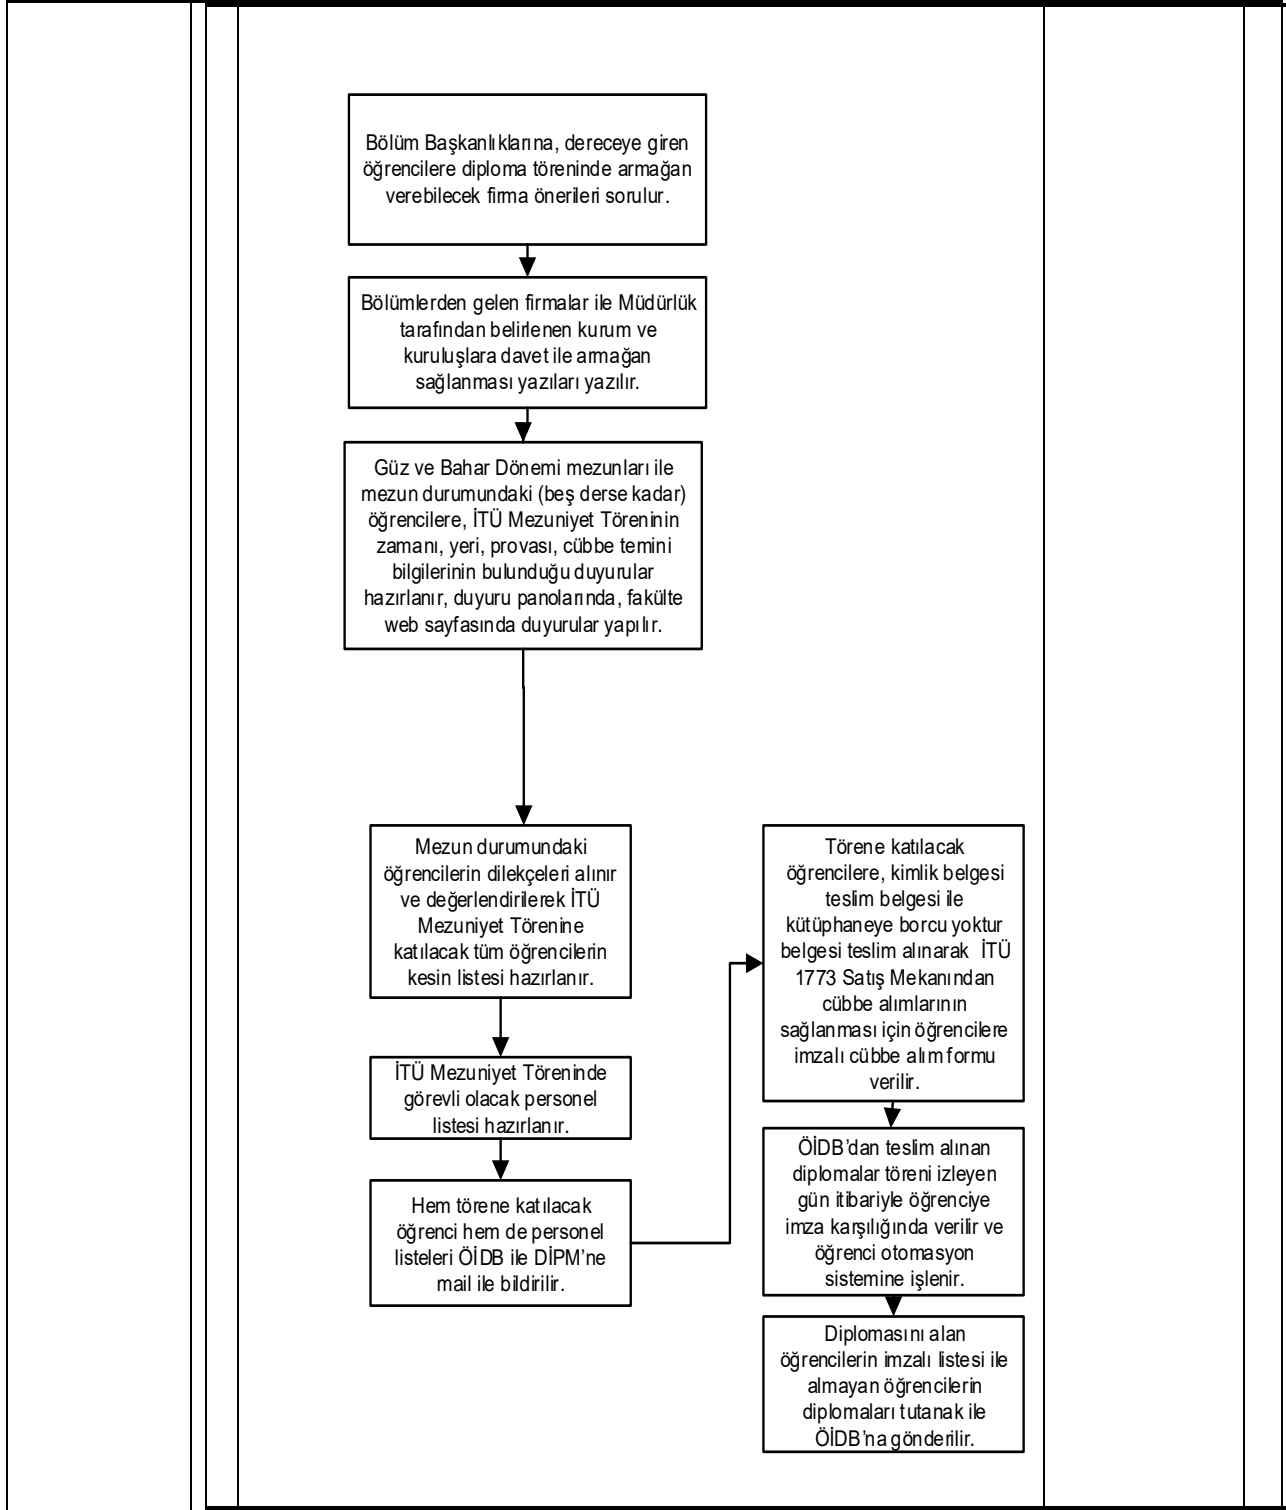 Bölüm Başkanlıklarına, dereceye giren
öğrencilere diploma töreninde armağan
verebilecek firma önerileri sorulur.
Bölümlerden gelen firmalar ile Müdürlük
tarafından belirlenen kurum ve
kuruluşlara davet ile armağan
sağlanması yazıları yazılır.
Güz ve Bahar Dönemi mezunları ile
mezun durumundaki (beş derse kadar)
öğrencilere, İTÜ Mezuniyet Töreninin
zamanı, yeri, provası, cübbe temini
bilgilerinin bulunduğu duyurular
hazırlanır, duyuru panolarında, fakülte
web sayfasında duyurular yapılır.
Mezun durumundaki
öğrencilerin dilekçeleri alınır
ve değerlendirilerek İTÜ
Mezuniyet Törenine
katılacak tüm öğrencilerin
kesin listesi hazırlanır.
İTÜ Mezuniyet Töreninde
görevli olacak personel
listesi hazırlanır.
Hem törene katılacak
öğrenci hem de personel
listeleri ÖİDB ile DİPM’ne
mail ile bildirilir.
Törene katılacak
öğrencilere, kimlik belgesi
teslim belgesi ile
kütüphaneye borcu yoktur
belgesi teslim alınarak İTÜ
1773 Satış Mekanından
cübbe alımlarının
sağlanması için öğrencilere
imzalı cübbe alım formu
verilir.
ÖİDB’dan teslim alınan
diplomalar töreni izleyen
gün itibariyle öğrenciye
imza karşılığında verilir ve
öğrenci otomasyon
sistemine işlenir.
Diplomasını alan
öğrencilerin imzalı listesi ile
almayan öğrencilerin
diplomaları tutanak ile
ÖİDB’na gönderilir.